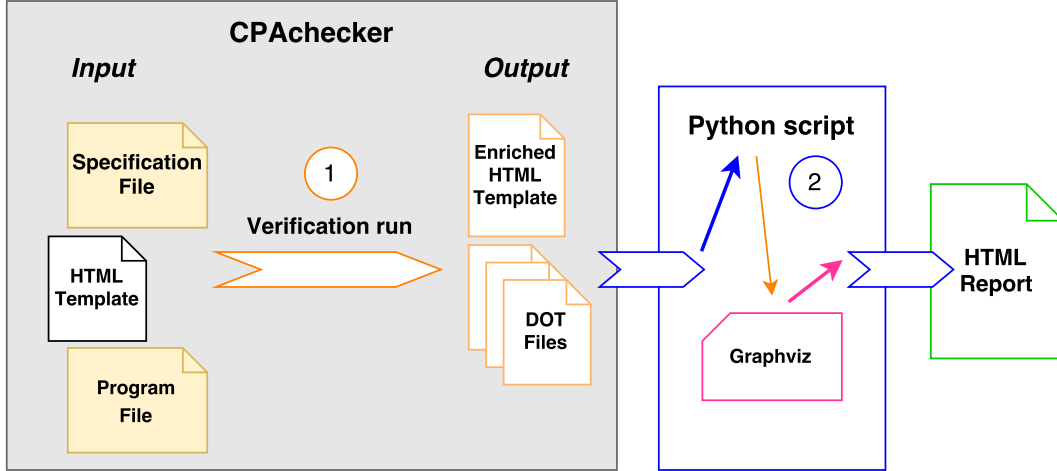 CPAchecker
Input
Output
Specification
File
HTML
Template
Program
File
1
Verification run
Enriched
HTML
Template
DOT
Files
Python script
2
Graphviz
HTML
Report